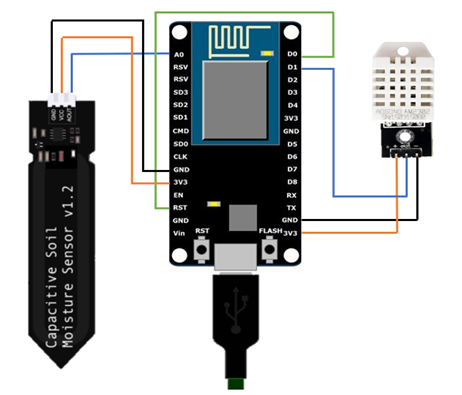 GND
VCC
AOUT
Capacitive Soil
Moisture Sensor v1.2
A0
RSV
RSV
SD3
SD2
SD1
CMD
SD0
CLK
GND
3V3
EN
RST
GND
Vin
D0
D1
D2
D3
D4
3V3
GND
D5
D6
D7
D8
RX
TX
GND
3V3
RST
FLASH